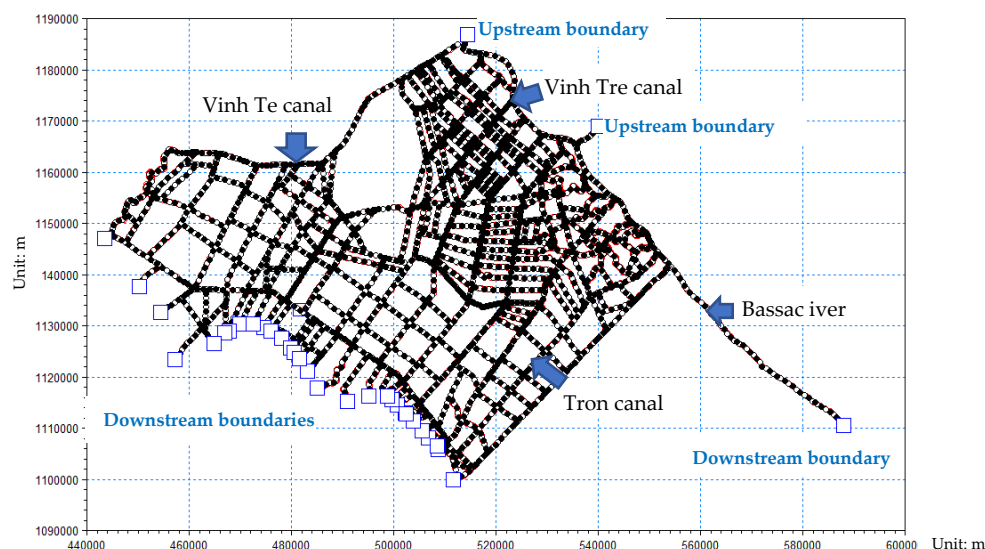 1190000
Upstream boundary
1180000
Vinh Tre canal
Vinh Te canal
1170000
Upstream boundary
1160000
1150000
Unit: m
1140000
1130000
Bassac iver
1120000
Tron canal
Downstream boundaries
1110000
Downstream boundary
1100000
1090000
440000 460000 480000 500000 520000 540000 560000 580000 60000
Unit: m